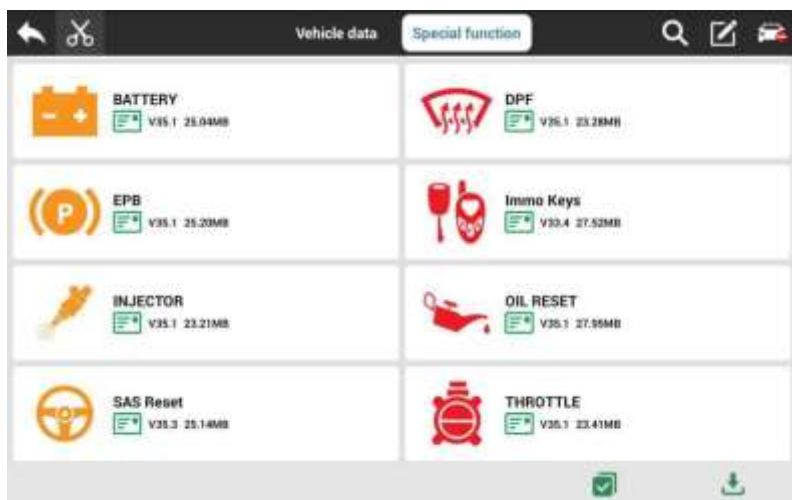 Vehicle data
Special function
BATTERY
V35.1 25.04MB
DPF
V35.1 23.28MB
EPB
V35.1 25.20MB
Immo Keys
V33.4 27.52MB
INJECTOR
V35.1 23.21MB
OIL RESET
V35.1 27.95MB
SAS Reset
V35.3 25.14MB
THROTTLE
V35.1 23.41MB
P